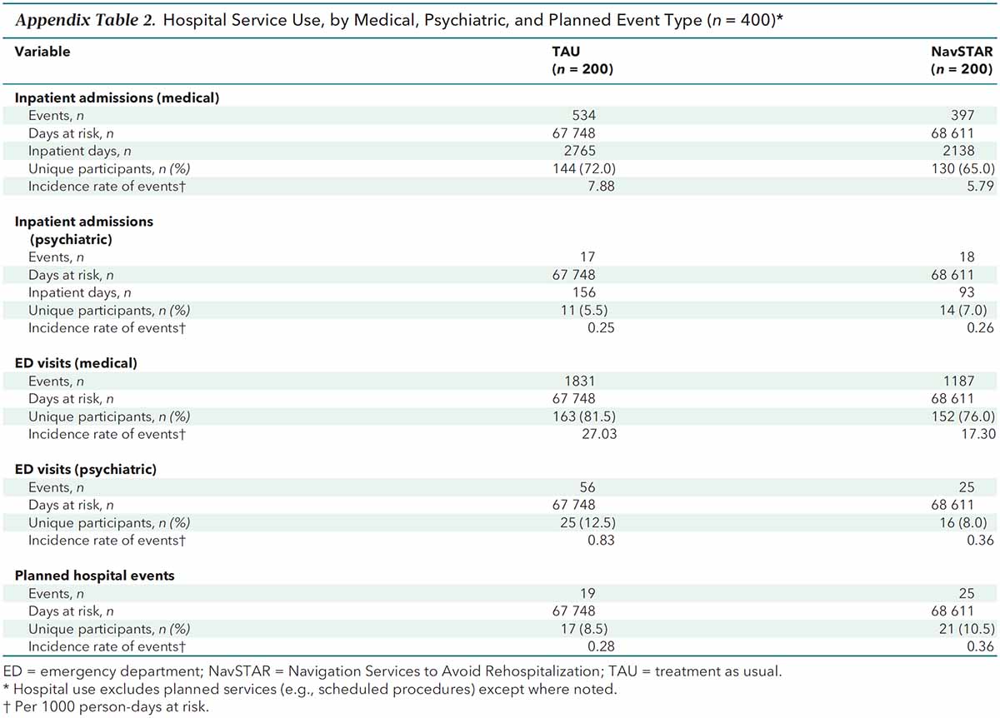 Appendix Table 2. Hospital Service Use, by Medical, Psychiatric, and Planned Event Type (n = 400)*
Variable TAU NavSTAR
(n = 200) (n = 200)
Inpatient admissions (medical)
Events, n 534 397
Days at risk, n 67 748 68 611
Inpatient days, n 2765 2138
Unique participants, n (%) 144 (72.0) 130 (65.0)
Incidence rate of events† 7.88 5.79
Inpatient admissions
(psychiatric)
Events, n 17 18
Days at risk, n 67 748 68 611
Inpatient days, n 156 93
Unique participants, n (%) 11 (5.5) 14 (7.0)
Incidence rate of events† 0.25 0.26
ED visits (medical)
Events, n 1831 1187
Days at risk, n 67 748 68 611
Unique participants, n (%) 163 (81.5) 152 (76.0)
Incidence rate of events† 27.03 17.30
ED visits (psychiatric)
Events, n 56 25
Days at risk, n 67 748 68 611
Unique participants, n (%) 25 (12.5) 16 (8.0)
Incidence rate of events† 0.83 0.36
Planned hospital events
Events, n 19 25
Days at risk, n 67 748 68 611
Unique participants, n (%) 17 (8.5) 21 (10.5)
Incidence rate of events† 0.28 0.36
ED = emergency department; NavSTAR = Navigation Services to Avoid Rehospitalization; TAU = treatment as usual.
* Hospital use excludes planned services (e.g., scheduled procedures) except where noted.
† Per 1000 person-days at risk.